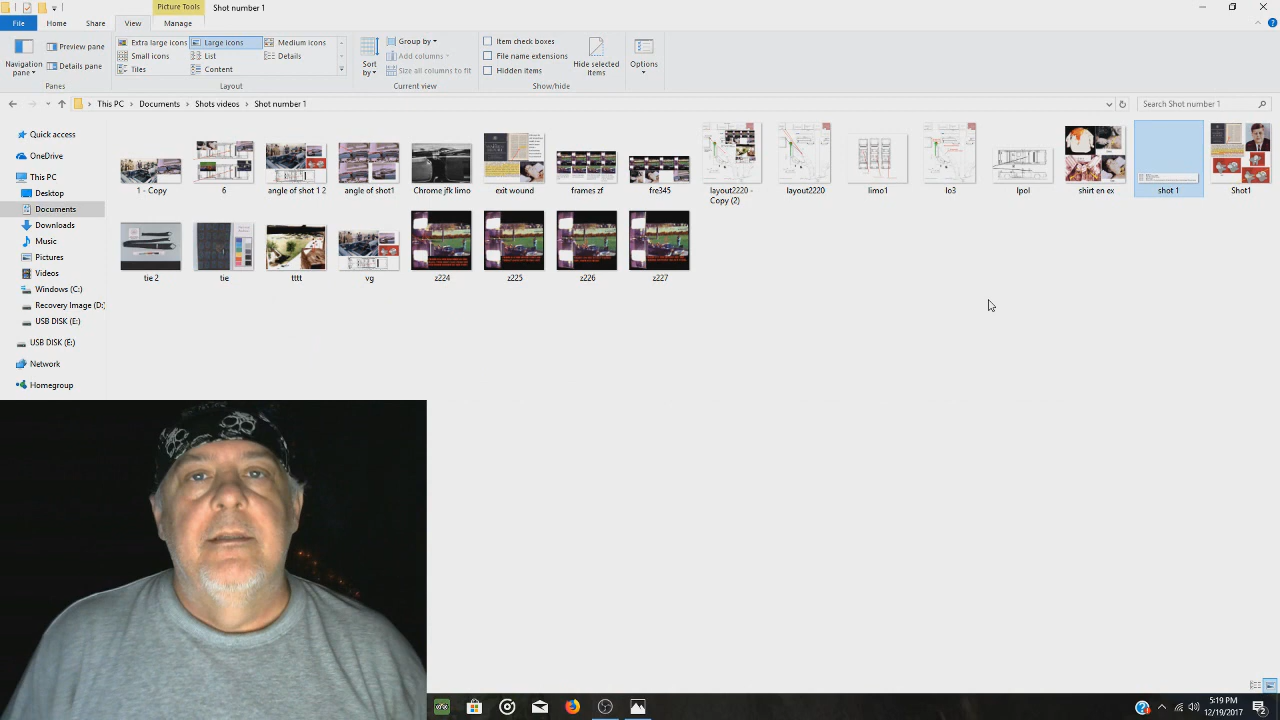 Picture Tools
Shot number 1
File
Home
Share
View
Manage
Navigation pane
Preview pane
Details pane
Extra large icons
Large icons
Medium icons
Small icons
List
Details
Tiles
Content
Sort by
Group by
Add columns
Size all columns to fit
Item check boxes
File name extensions
Hidden items
Hide selected items
Options
Panes
Layout
Current view
Show/hide
This PC
Documents
Shots videos
Shot number 1
Search Shot number 1
Quick access
OneDrive
This PC
Desktop
Documents
Downloads
Music
Pictures
Videos
Windows (C:)
Recovery Image (D:)
USB DISK (E:)
USB DISK (E:)
Network
Homegroup
1 - Copy
6
angle of shot 1 2
angle of shot1
Chrome jfk limo
exit wound
frames zf
fre345
layout2220 - Copy (2)
layout2220
limo1
lo3
lpol
shirt en ex
shot 1
Shot1
tie 2
tie
tttt
vg
z224
z225
z226
z227
5:19 PM
12/19/2017
2